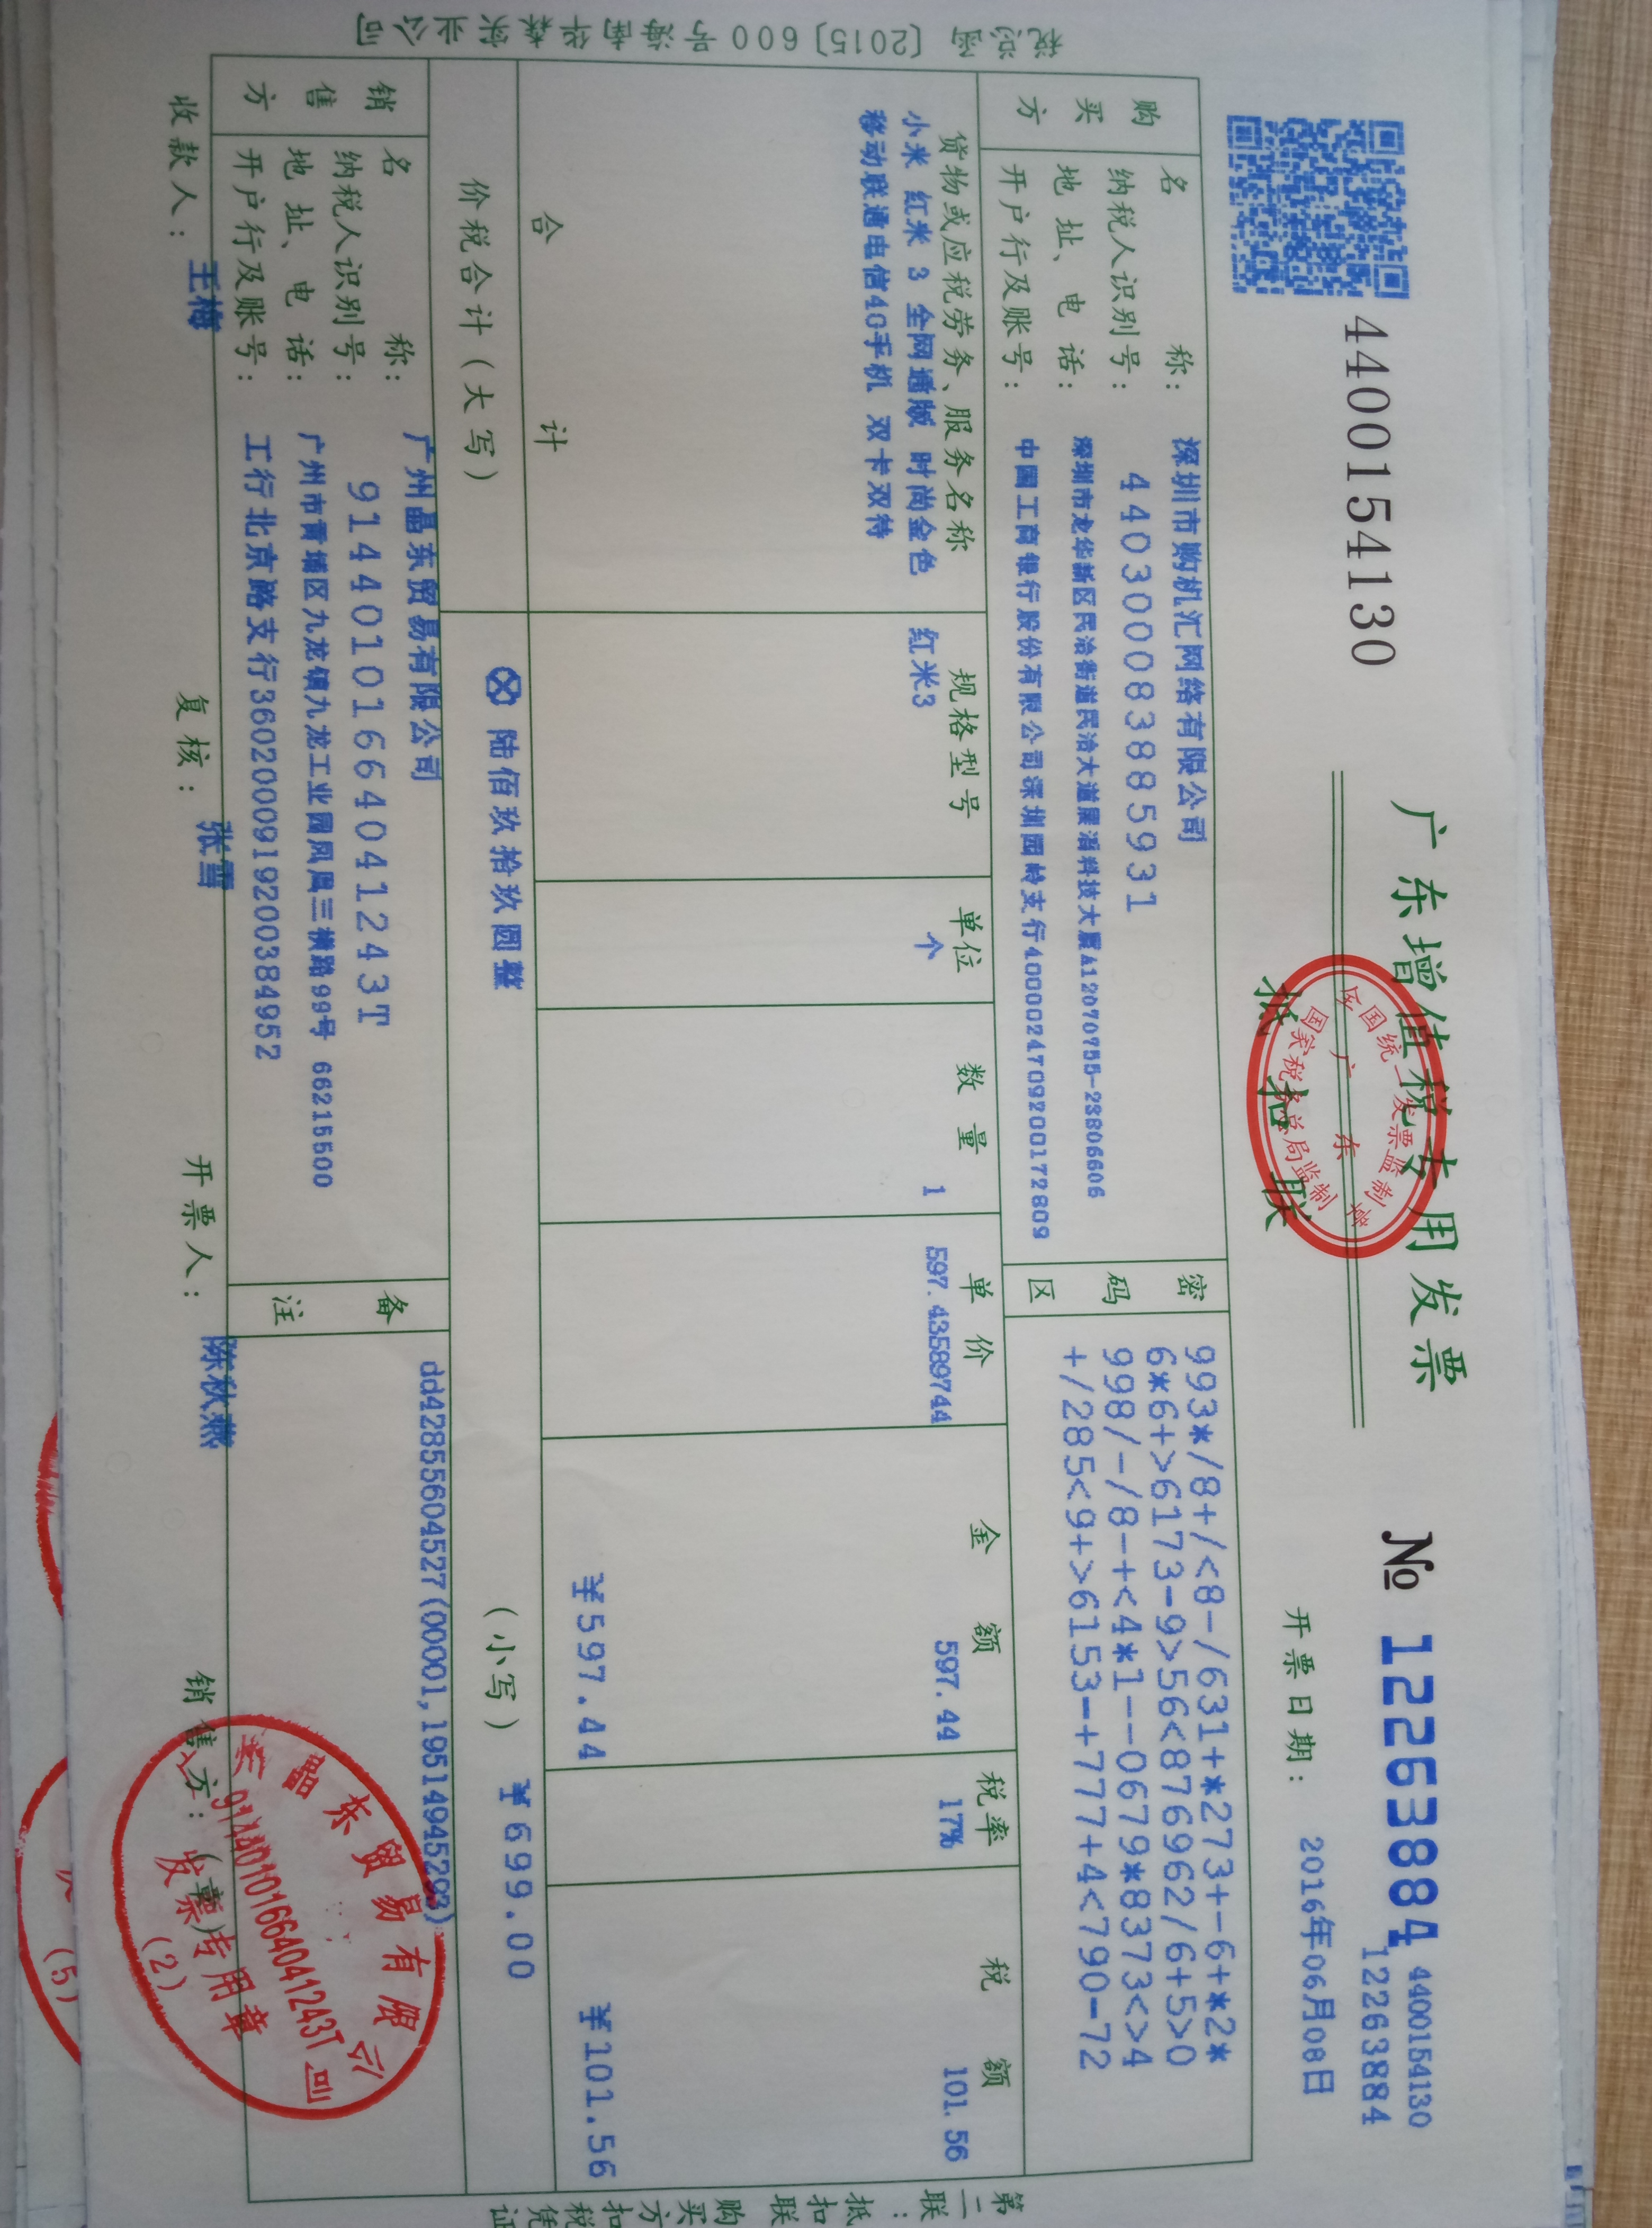 4400154130
广东增值税专用发票
抵扣联
全国统一发票监制章
广东
国家税务总局监制
№ 12263884
4400154130
12263884
开票日期: 2016年06月08日
购买方
名称: 深圳市购机汇网络有限公司
纳税人识别号: 440300083885931
地址、电话: 深圳市龙华新区民治街道民治大道展滔科技大厦A1207 0755-23806606
开户行及账号: 中国工商银行股份有限公司深圳园岭支行4000024709200172809
密码区
993*/8+/<8-/631+*273+-6+*2*
6*6+>6173-9>56<876962/6+5>0
998/-/8-+<4*1--0679*8373<>4
+/285<9+>6153-+777+4<790-72
货物或应税劳务、服务名称 规格型号 单位 数量 单价 金额 税率 税额
小米 红米 3 全网通版 时尚金色 红米3 个 1 597.43589744 597.44 17% 101.56
移动联通电信4G手机 双卡双待
合计 ¥597.44 ¥101.56
价税合计(大写) ⊗ 陆佰玖拾玖圆整 (小写) ¥699.00
销售方
名称: 广州晶东贸易有限公司
纳税人识别号: 91440101664041243T
地址、电话: 广州市黄埔区九龙镇九龙工业园凤凰三横路99号 66215500
开户行及账号: 工行北京路支行3602000919200384952
备注
dd42855604527(00001,19514945293)
收款人: 王梅 复核: 张雪 开票人: 陈秋燕 销售方:(章)
晶东贸易有限公司
91440101664041243T
发票专用章
(2)
(5)
税总函〔2015〕600号海南华森实业公司
第二联:抵扣联 购买方扣税凭证